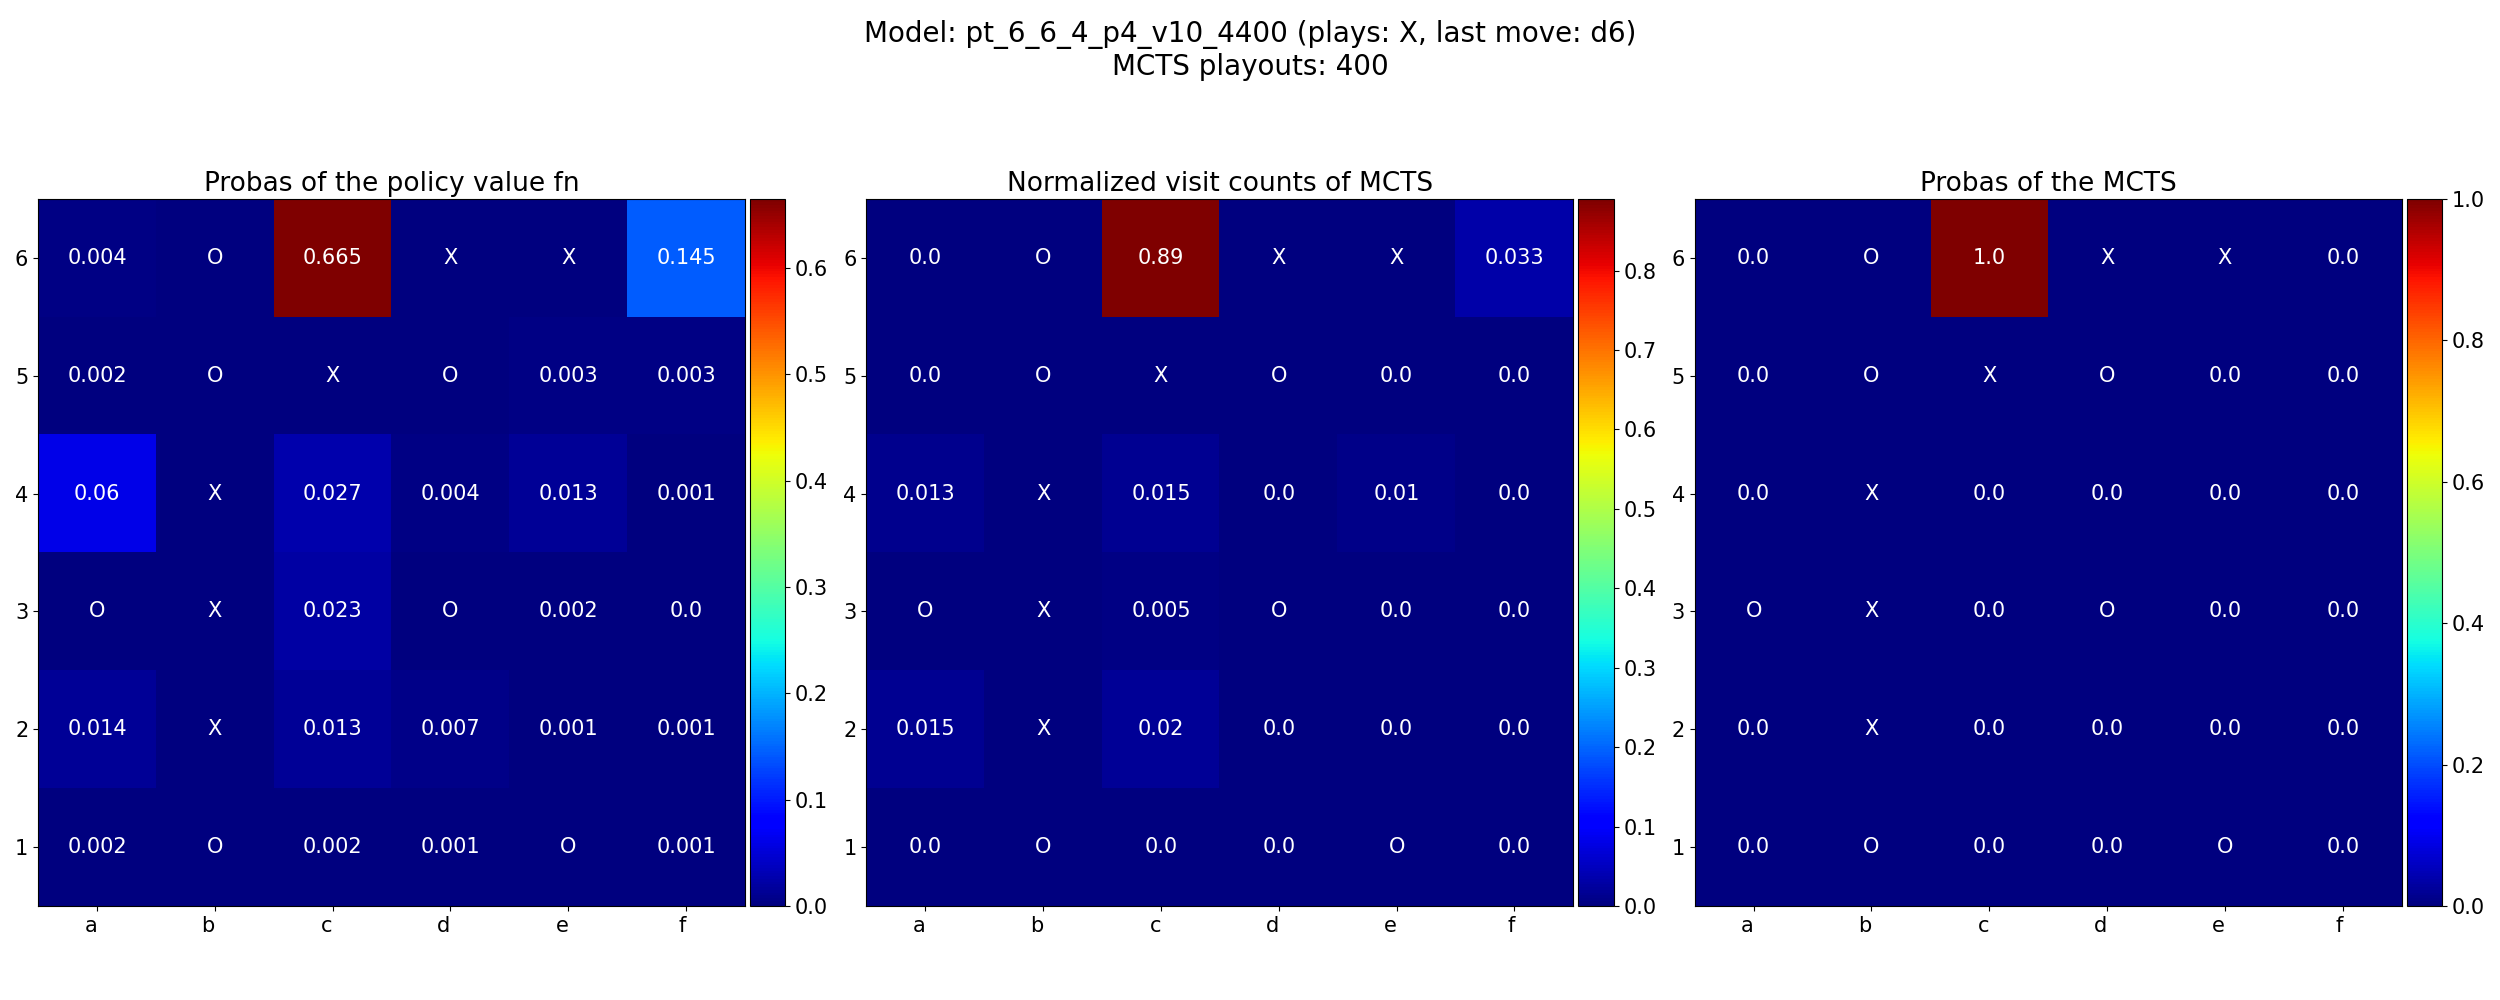 Model: pt_6_6_4_p4_v10_4400 (plays: X, last move: d6)
MCTS playouts: 400
Probas of the policy value fn
6 0.004 O 0.665 X X 0.145
5 0.002 O X O 0.003 0.003
4 0.06 X 0.027 0.004 0.013 0.001
3 O X 0.023 O 0.002 0.0
2 0.014 X 0.013 0.007 0.001 0.001
1 0.002 O 0.002 0.001 O 0.001
a b c d e f
0.6
0.5
0.4
0.3
0.2
0.1
0.0
Normalized visit counts of MCTS
6 0.0 O 0.89 X X 0.033
5 0.0 O X O 0.0 0.0
4 0.013 X 0.015 0.0 0.01 0.0
3 O X 0.005 O 0.0 0.0
2 0.015 X 0.02 0.0 0.0 0.0
1 0.0 O 0.0 0.0 O 0.0
a b c d e f
0.8
0.7
0.6
0.5
0.4
0.3
0.2
0.1
0.0
Probas of the MCTS
6 0.0 O 1.0 X X 0.0
5 0.0 O X O 0.0 0.0
4 0.0 X 0.0 0.0 0.0 0.0
3 O X 0.0 O 0.0 0.0
2 0.0 X 0.0 0.0 0.0 0.0
1 0.0 O 0.0 0.0 O 0.0
a b c d e f
1.0
0.8
0.6
0.4
0.2
0.0